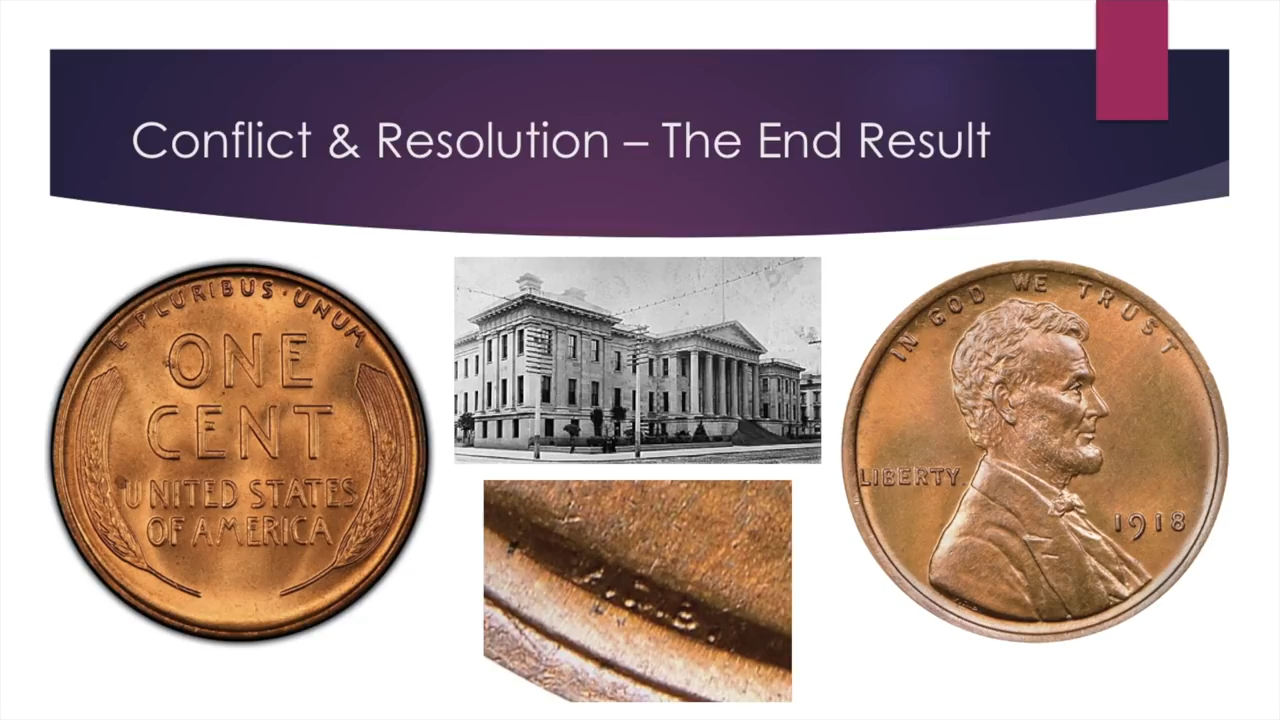 Conflict & Resolution – The End Result
E·PLURIBUS·UNUM
ONE
CENT
UNITED STATES
OF AMERICA
IN GOD WE TRUST
LIBERTY
1918